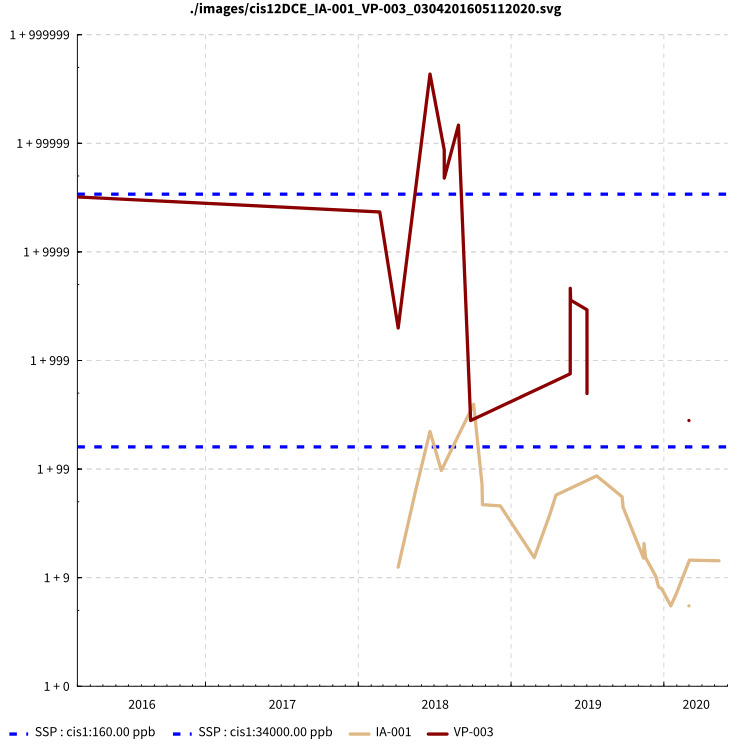 ./images/cis12DCE_IA-001_VP-003_0304201605112020.svg
1+999999
1+99999
1+9999
1+999
1+99
1+9
1+0
2016 2017 2018 2019 2020
SSP : cis1:160.00 ppb SSP : cis1:34000.00 ppb IA-001 VP-003